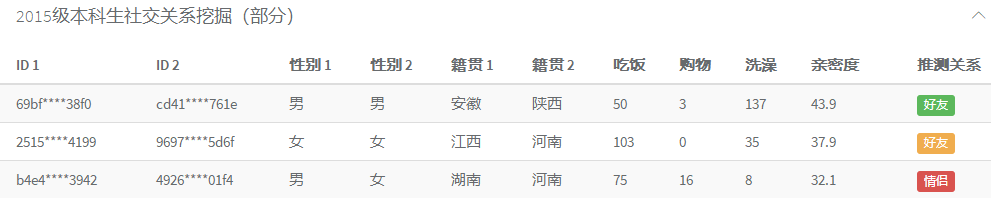 2015级本科生社交关系挖掘（部分）
ID 1 ID 2 性别 1 性别 2 籍贯 1 籍贯 2 吃饭 购物 洗澡 亲密度 推测关系
69bf****38f0 cd41****761e 男 男 安徽 陕西 50 3 137 43.9 好友
2515****4199 9697****5d6f 女 女 江西 河南 103 0 35 37.9 好友
b4e4****3942 4926****01f4 男 女 湖南 河南 75 16 8 32.1 情侣